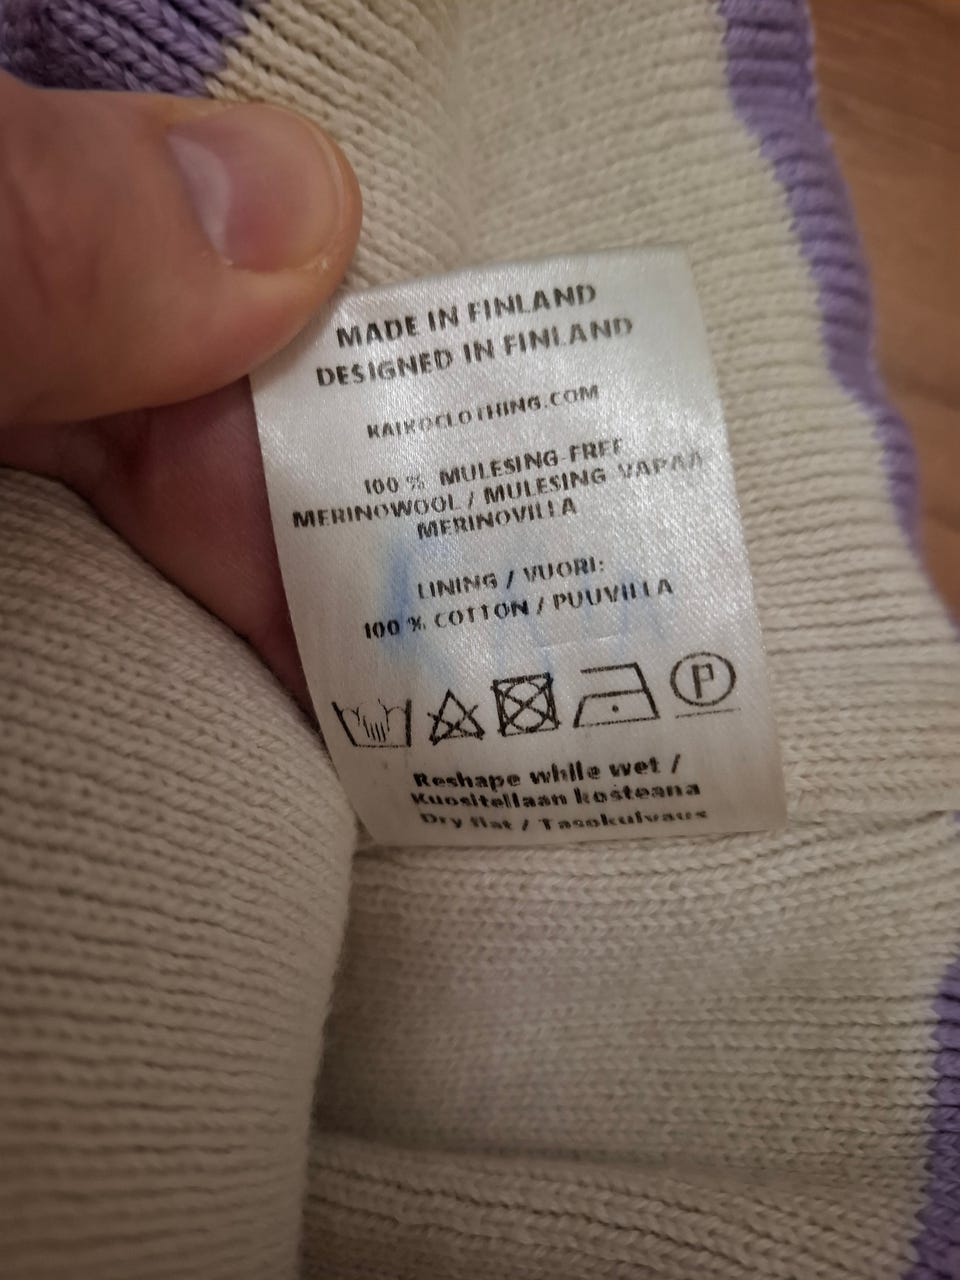 MADE IN FINLAND
DESIGNED IN FINLAND
KAIKOCLOTHING.COM
100 % MULESING-FREE
MERINOWOOL / MULESING VAPAA
MERINOVILLA
LINING / VUORI:
100 % COTTON / PUUVILLA
P
Reshape while wet /
Kuositellaan kosteana
Dry flat / Tasokuivaus